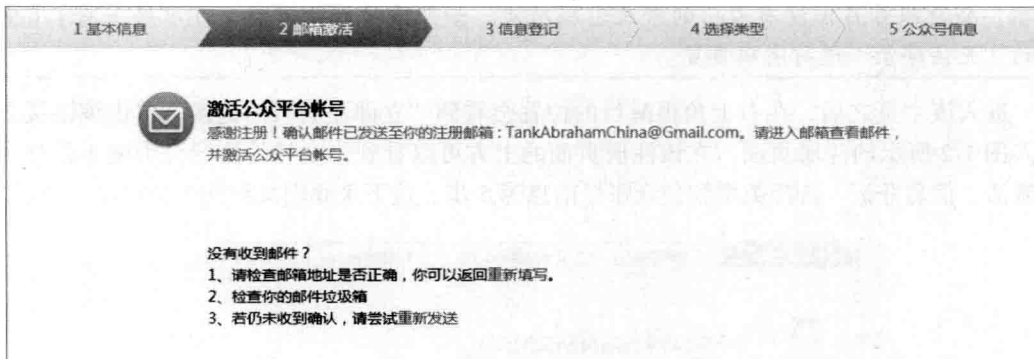 1 基本信息
2 邮箱激活
3 信息登记
4 选择类型
5 公众号信息
激活公众平台帐号
感谢注册！确认邮件已发送至你的注册邮箱：TankAbrahamChina@Gmail.com。请进入邮箱查看邮件，
并激活公众平台帐号。
没有收到邮件？
1、请检查邮箱地址是否正确，你可以返回重新填写。
2、检查你的邮件垃圾箱
3、若仍未收到确认，请尝试重新发送